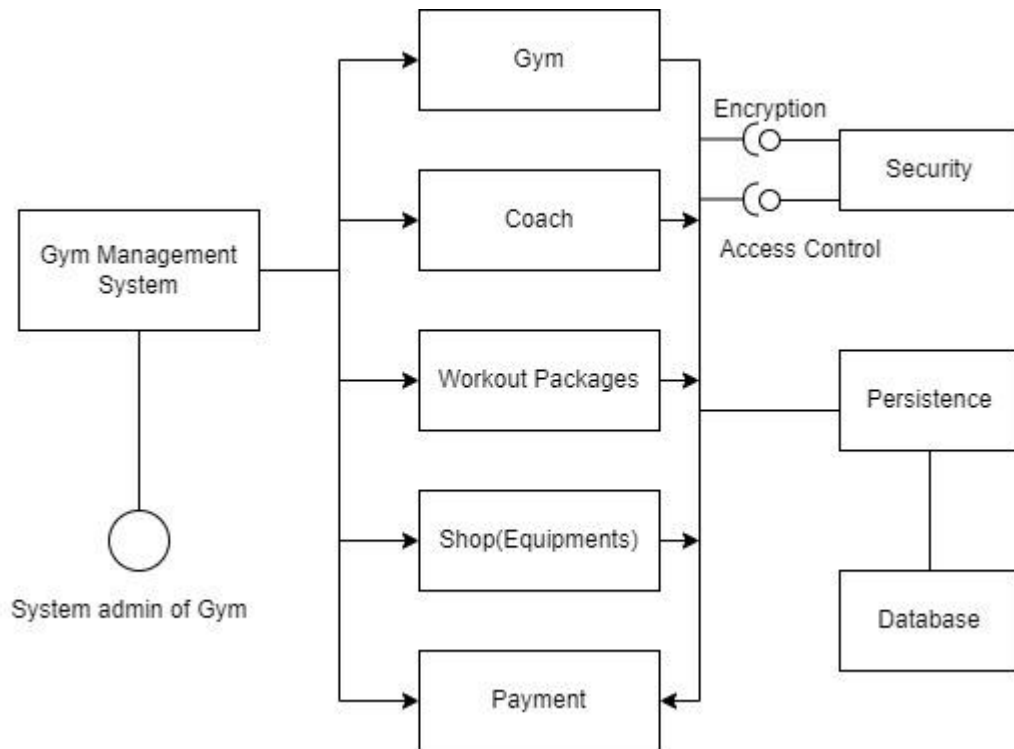 Gym
Encryption
Security
Coach
Access Control
Gym Management
System
Workout Packages
Persistence
Shop(Equipments)
System admin of Gym
Database
Payment